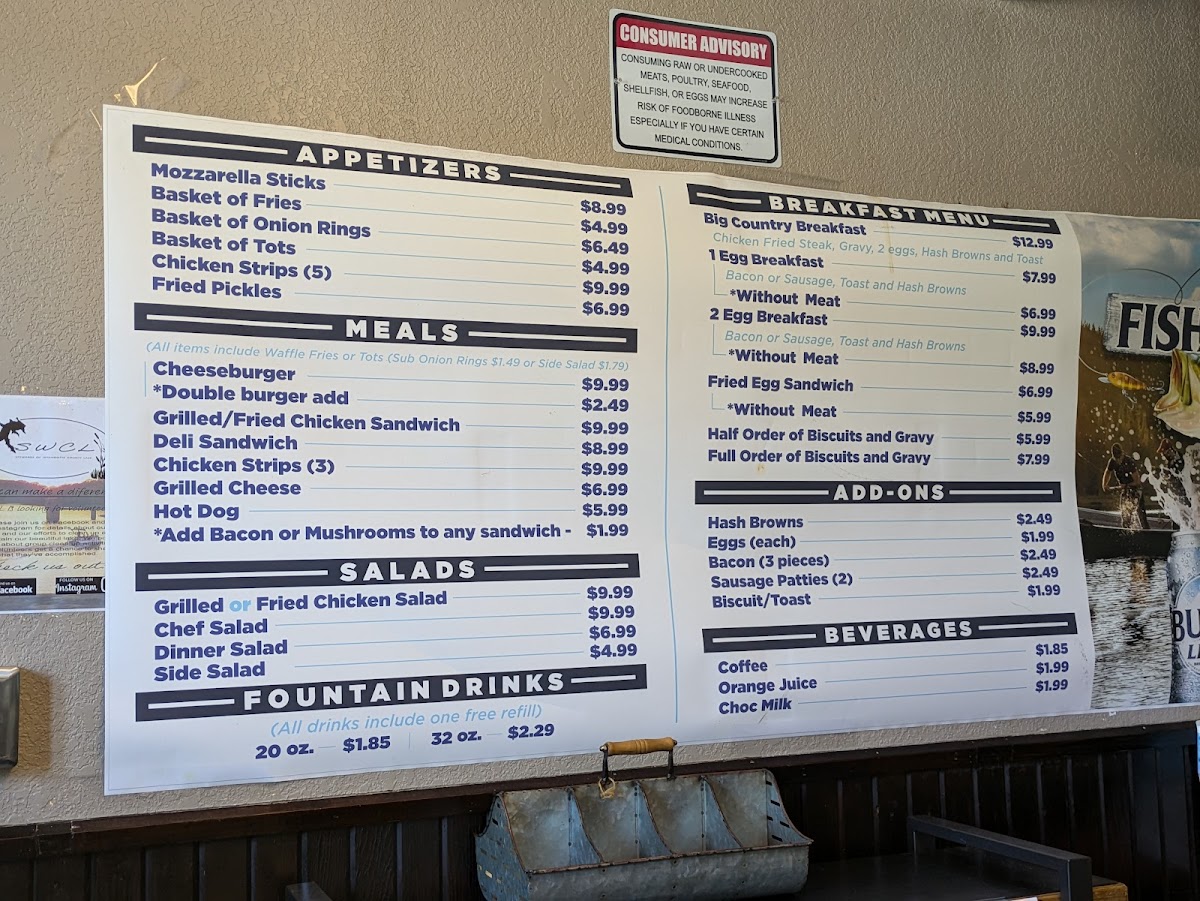 CONSUMER ADVISORY
CONSUMING RAW OR UNDERCOOKED
MEATS, POULTRY, SEAFOOD,
SHELLFISH, OR EGGS MAY INCREASE
RISK OF FOODBORNE ILLNESS
ESPECIALLY IF YOU HAVE CERTAIN
MEDICAL CONDITIONS.
APPETIZERS
Mozzarella Sticks $8.99
Basket of Fries $4.99
Basket of Onion Rings $6.49
Basket of Tots $4.99
Chicken Strips (5) $9.99
Fried Pickles $6.99
MEALS
(All items include Waffle Fries or Tots (Sub Onion Rings $1.49 or Side Salad $1.79)
Cheeseburger $9.99
*Double burger add $2.49
Grilled/Fried Chicken Sandwich $9.99
Deli Sandwich $8.99
Chicken Strips (3) $9.99
Grilled Cheese $6.99
Hot Dog $5.99
*Add Bacon or Mushrooms to any sandwich - $1.99
SALADS
Grilled or Fried Chicken Salad $9.99
Chef Salad $9.99
Dinner Salad $6.99
Side Salad $4.99
FOUNTAIN DRINKS
(All drinks include one free refill)
20 oz. $1.85 32 oz. $2.29
BREAKFAST MENU
Big Country Breakfast $12.99
Chicken Fried Steak, Gravy, 2 eggs, Hash Browns and Toast
1 Egg Breakfast $7.99
Bacon or Sausage, Toast and Hash Browns
*Without Meat $6.99
2 Egg Breakfast $9.99
Bacon or Sausage, Toast and Hash Browns
*Without Meat $8.99
Fried Egg Sandwich $6.99
*Without Meat $5.99
Half Order of Biscuits and Gravy $5.99
Full Order of Biscuits and Gravy $7.99
ADD-ONS
Hash Browns $2.49
Eggs (each) $1.99
Bacon (3 pieces) $2.49
Sausage Patties (2) $2.49
Biscuit/Toast $1.99
BEVERAGES
Coffee $1.85
Orange Juice $1.99
Choc Milk $1.99
FISH
BU
SWCL
can make a differen
FOLLOW US ON
Instagram